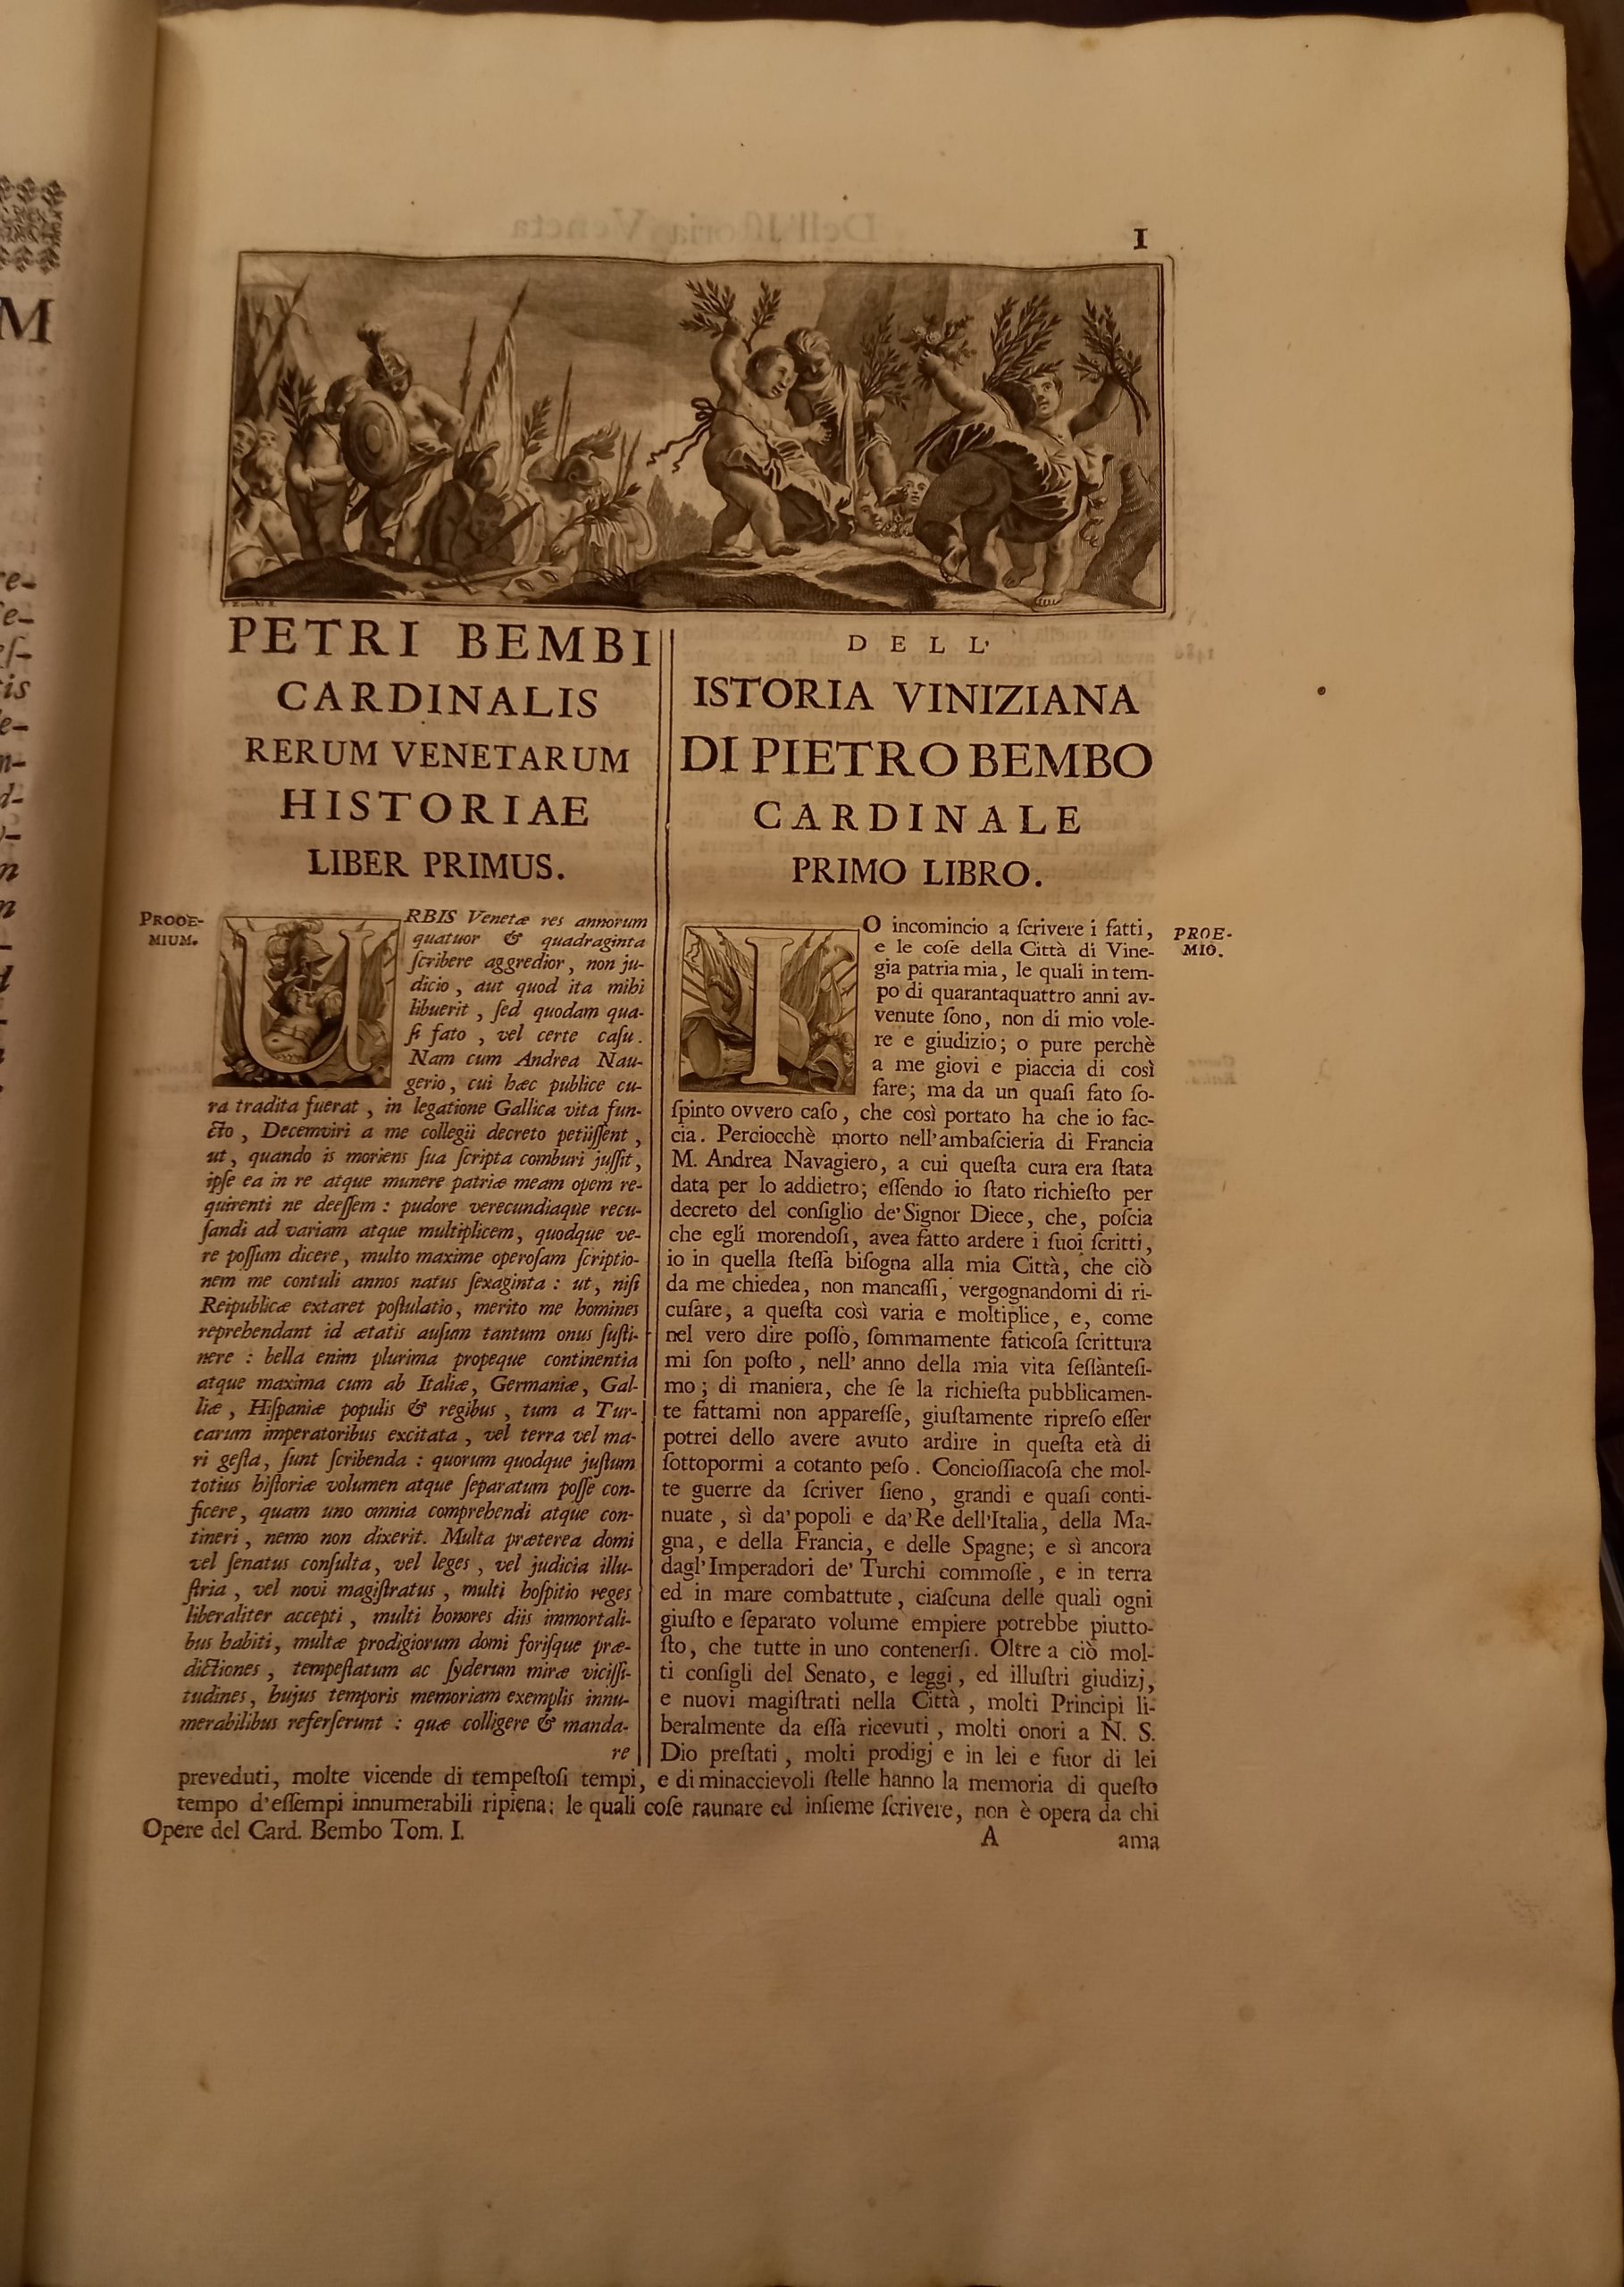 I
PETRI BEMBI
CARDINALIS
RERUM VENETARUM
HISTORIAE
LIBER PRIMUS.
PROOE-
MIUM.
URBIS Venetæ res annorum
quatuor & quadraginta
ſcribere aggredior, non ju-
dicio, aut quod ita mihi
libuerit, ſed quodam qua-
ſi fato, vel certe caſu.
Nam cum Andrea Nau-
gerio, cui hæc publice cu-
ra tradita fuerat, in legatione Gallica vita fun-
cto, Decemviri a me collegii decreto petiiſſent,
ut, quando is moriens ſua ſcripta comburi juſſit,
ipſe ea in re atque munere patriæ meam opem re-
quirenti ne deeſſem: pudore verecundiaque recu-
ſandi ad variam atque multiplicem, quodque ve-
re poſſum dicere, multo maxime operoſam ſcriptio-
nem me contuli annos natus ſexaginta: ut, niſi
Reipublicæ extaret poſtulatio, merito me homines
reprehendant id ætatis auſum tantum onus ſuſti-
nere: bella enim plurima propeque continentia
atque maxima cum ab Italiæ, Germaniæ, Gal-
liæ, Hiſpaniæ populis & regibus, tum a Tur-
carum imperatoribus excitata, vel terra vel ma-
ri geſta, ſunt ſcribenda: quorum quodque juſtum
totius hiſtoriæ volumen atque ſeparatum poſſe con-
ficere, quam uno omnia comprehendi atque con-
tineri, nemo non dixerit. Multa præterea domi
vel ſenatus conſulta, vel leges, vel judicia illu-
ſtria, vel novi magiſtratus, multi hoſpitio reges
liberaliter accepti, multi honores diis immortali-
bus habiti, multæ prodigiorum domi foriſque præ-
dictiones, tempeſtatum ac ſyderum miræ viciſſi-
tudines, hujus temporis memoriam exemplis innu-
merabilibus referſerunt: quæ colligere & manda-
re
DELL'
ISTORIA VINIZIANA
DI PIETRO BEMBO
CARDINALE
PRIMO LIBRO.
PROE-
MIO.
IO incomincio a ſcrivere i fatti,
e le coſe della Città di Vine-
gia patria mia, le quali in tem-
po di quarantaquattro anni av-
venute ſono, non di mio vole-
re e giudizio; o pure perchè
a me giovi e piaccia di così
fare; ma da un quaſi fato ſo-
ſpinto ovvero caſo, che così portato ha che io fac-
cia. Perciocchè morto nell'ambaſcieria di Francia
M. Andrea Navagiero, a cui queſta cura era ſtata
data per lo addietro; eſſendo io ſtato richieſto per
decreto del conſiglio de' Signor Diece, che, poſcia
che egli morendoſi, avea fatto ardere i ſuoi ſcritti,
io in quella ſteſſa biſogna alla mia Città, che ciò
da me chiedea, non mancaſſi, vergognandomi di ri-
cuſare, a queſta così varia e moltiplice, e, come
nel vero dire poſſo, ſommamente faticoſa ſcrittura
mi ſon poſto, nell' anno della mia vita ſeſſanteſi-
mo; di maniera, che ſe la richieſta pubblicamen-
te fattami non appareſſe, giuſtamente ripreſo eſſer
potrei dello avere avuto ardire in queſta età di
ſottopormi a cotanto peſo. Concioſſiacoſa che mol-
te guerre da ſcriver ſieno, grandi e quaſi conti-
nuate, sì da' popoli e da' Re dell'Italia, della Ma-
gna, e della Francia, e delle Spagne; e sì ancora
dagl' Imperadori de' Turchi commoſſe, e in terra
ed in mare combattute, ciaſcuna delle quali ogni
giuſto e ſeparato volume empiere potrebbe piutto-
ſto, che tutte in uno contenerſi. Oltre a ciò mol-
ti conſigli del Senato, e leggi, ed illuſtri giudizj,
e nuovi magiſtrati nella Città, molti Principi li-
beralmente da eſſa ricevuti, molti onori a N. S.
Dio preſtati, molti prodigj e in lei e fuor di lei
preveduti, molte vicende di tempeſtoſi tempi, e di minaccievoli ſtelle hanno la memoria di queſto
tempo d'eſſempi innumerabili ripiena: le quali coſe raunare ed inſieme ſcrivere, non è opera da chi
Opere del Card. Bembo Tom. I.
A
ama